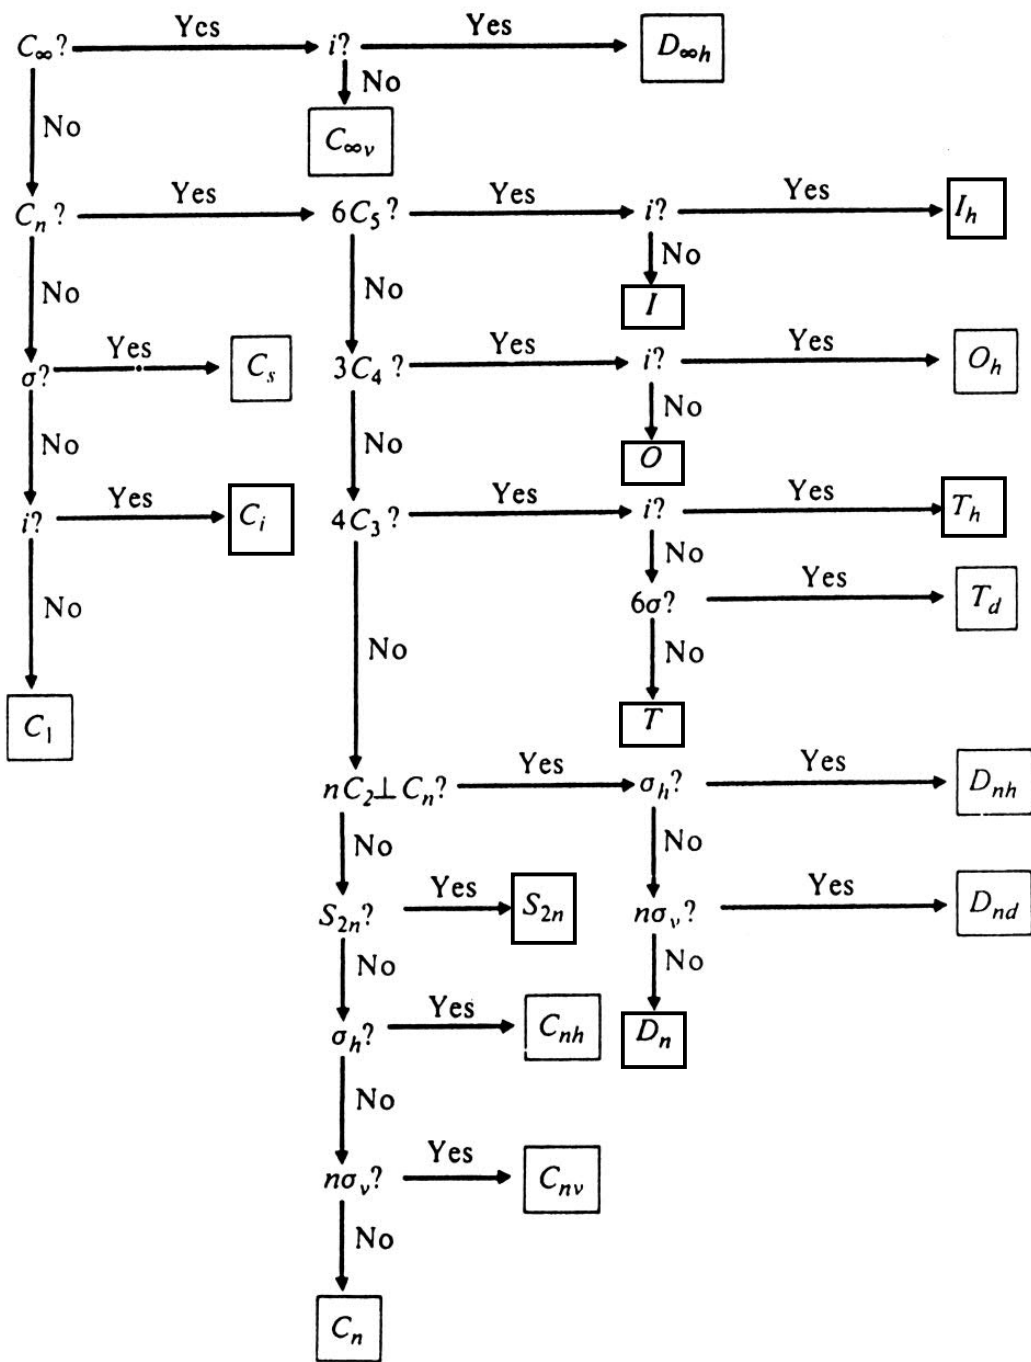 C∞? Yes i? Yes D∞h
No No
C∞v
Cn? Yes 6C5? Yes i? Yes Ih
No No No
I
σ? Yes Cs 3C4? Yes i? Yes Oh
No No No
O
i? Yes Ci 4C3? Yes i? Yes Th
No No No
6σ? Yes Td
No
C1 T
nC2⊥Cn? Yes σh? Yes Dnh
No No
S2n? Yes S2n nσv? Yes Dnd
No No
σh? Yes Cnh Dn
No
nσv? Yes Cnv
No
Cn